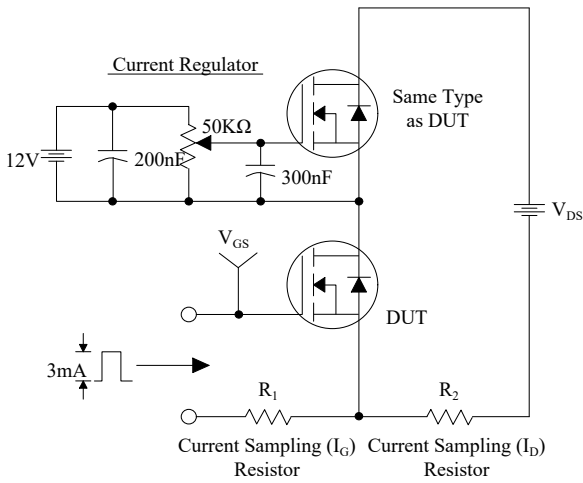 Current Regulator
Same Type
as DUT
12V
200nF
50KΩ
300nF
VDS
VGS
DUT
3mA
R1
R2
Current Sampling (IG)
Resistor
Current Sampling (ID)
Resistor